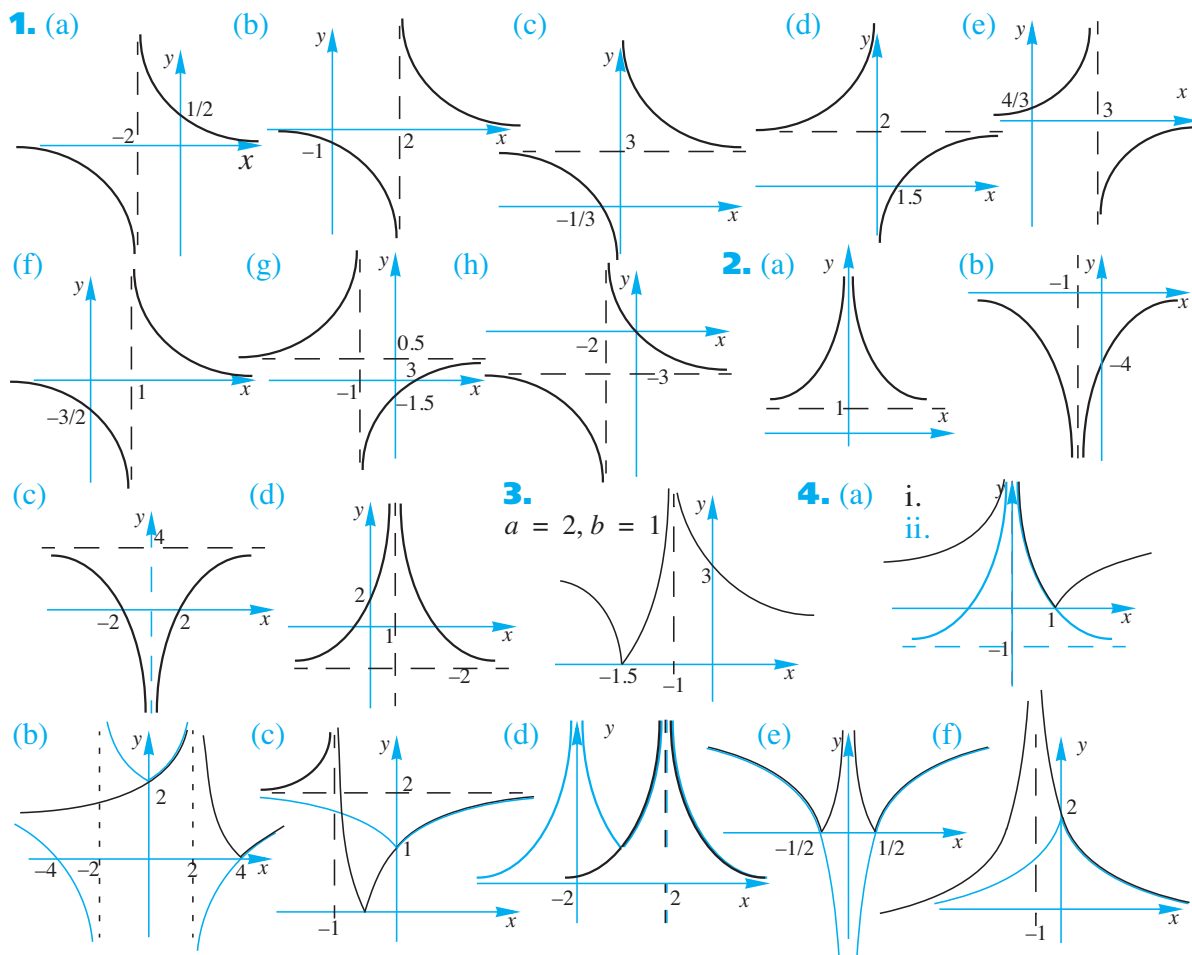 1. (a)
y
1/2
–2
x
(b)
y
–1
2
x
(c)
y
3
–1/3
x
(d)
y
2
1.5
x
(e)
y
4/3
3
x
x
(f)
y
–3/2
1
x
(g)
y
0.5
3
–1
–1.5
x
(h)
y
–2
–3
x
2. (a)
y
1
x
(b)
y
–1
–4
x
(c)
y
4
–2
2
x
(d)
y
2
1
–2
x
3.
a = 2, b = 1
y
3
–1.5
–1
x
4. (a)
i.
ii.
y
1
–1
x
(b)
y
2
–4
–2
2
4
x
(c)
y
2
1
–1
x
(d)
y
–2
2
x
(e)
y
–1/2
1/2
x
(f)
y
2
–1
x